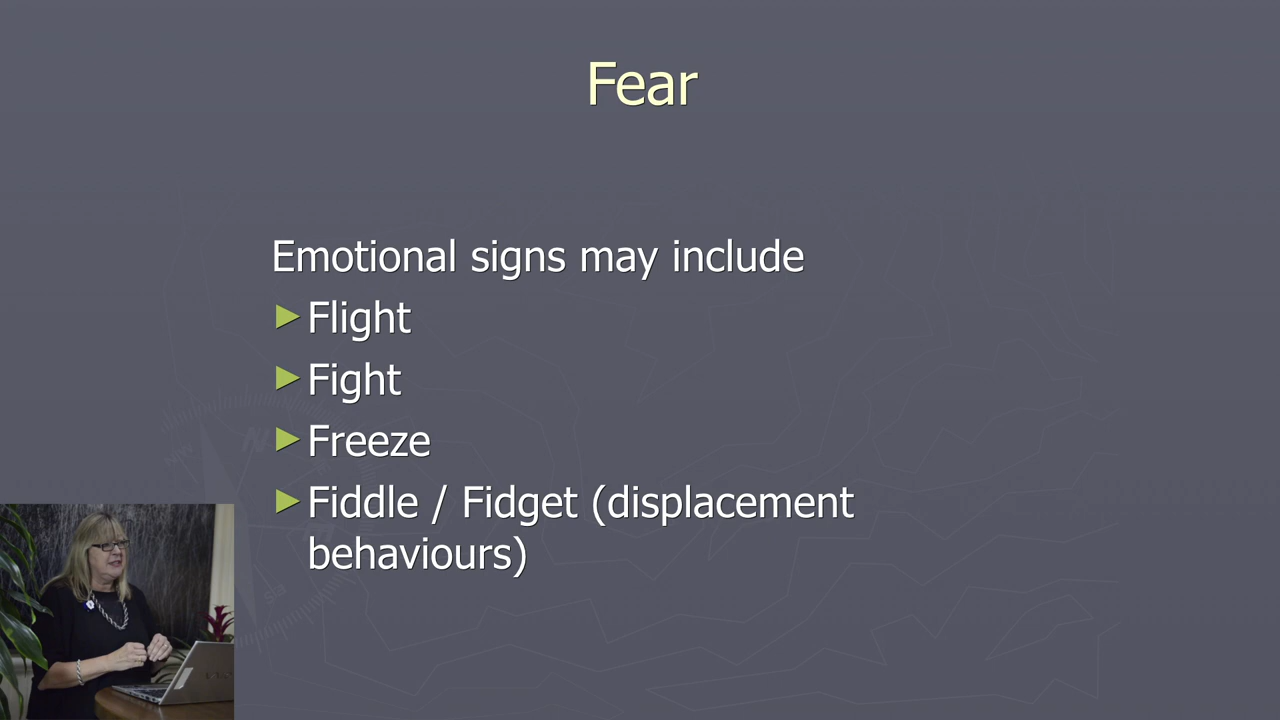 Fear
Emotional signs may include
Flight
Fight
Freeze
Fiddle / Fidget (displacement
behaviours)